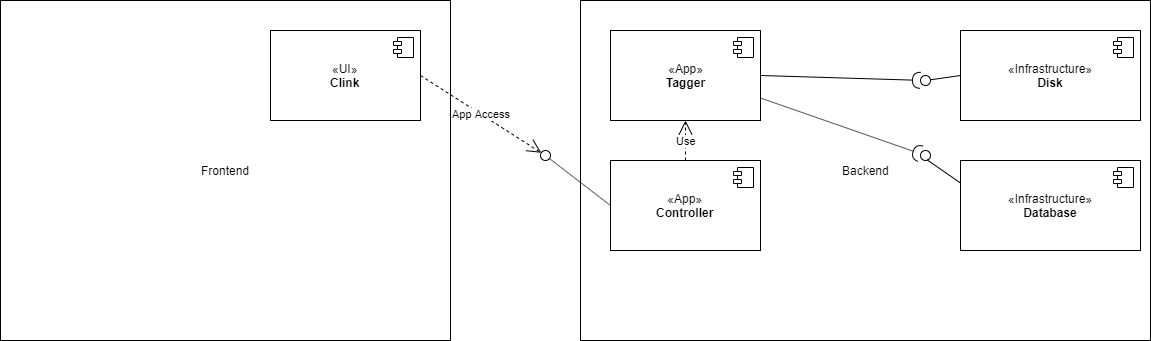 «UI»
Clink
Frontend
App Access
«App»
Tagger
Use
«App»
Controller
Backend
«Infrastructure»
Disk
«Infrastructure»
Database